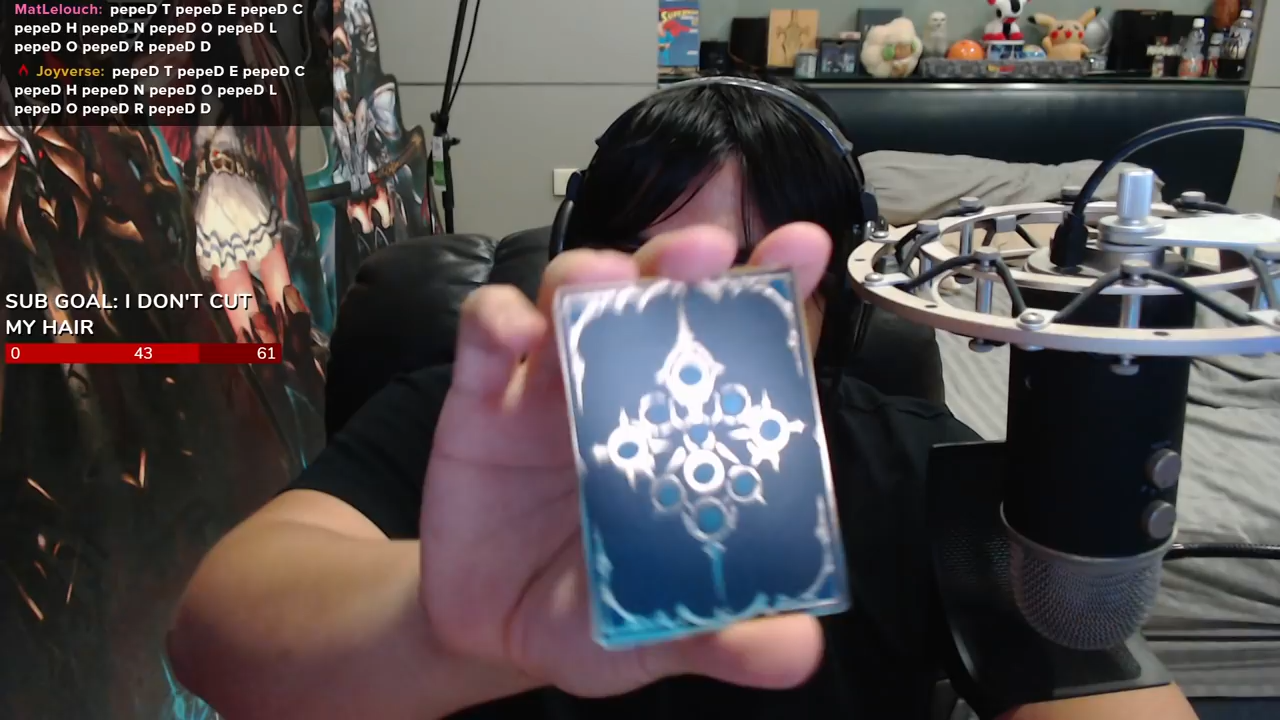 MatLelouch: pepeD T pepeD E pepeD C
pepeD H pepeD N pepeD O pepeD L
pepeD O pepeD R pepeD D
Joyverse: pepeD T pepeD E pepeD C
pepeD H pepeD N pepeD O pepeD L
pepeD O pepeD R pepeD D
SUPERMAN
SUB GOAL: I DON'T CUT
MY HAIR
0 43 61